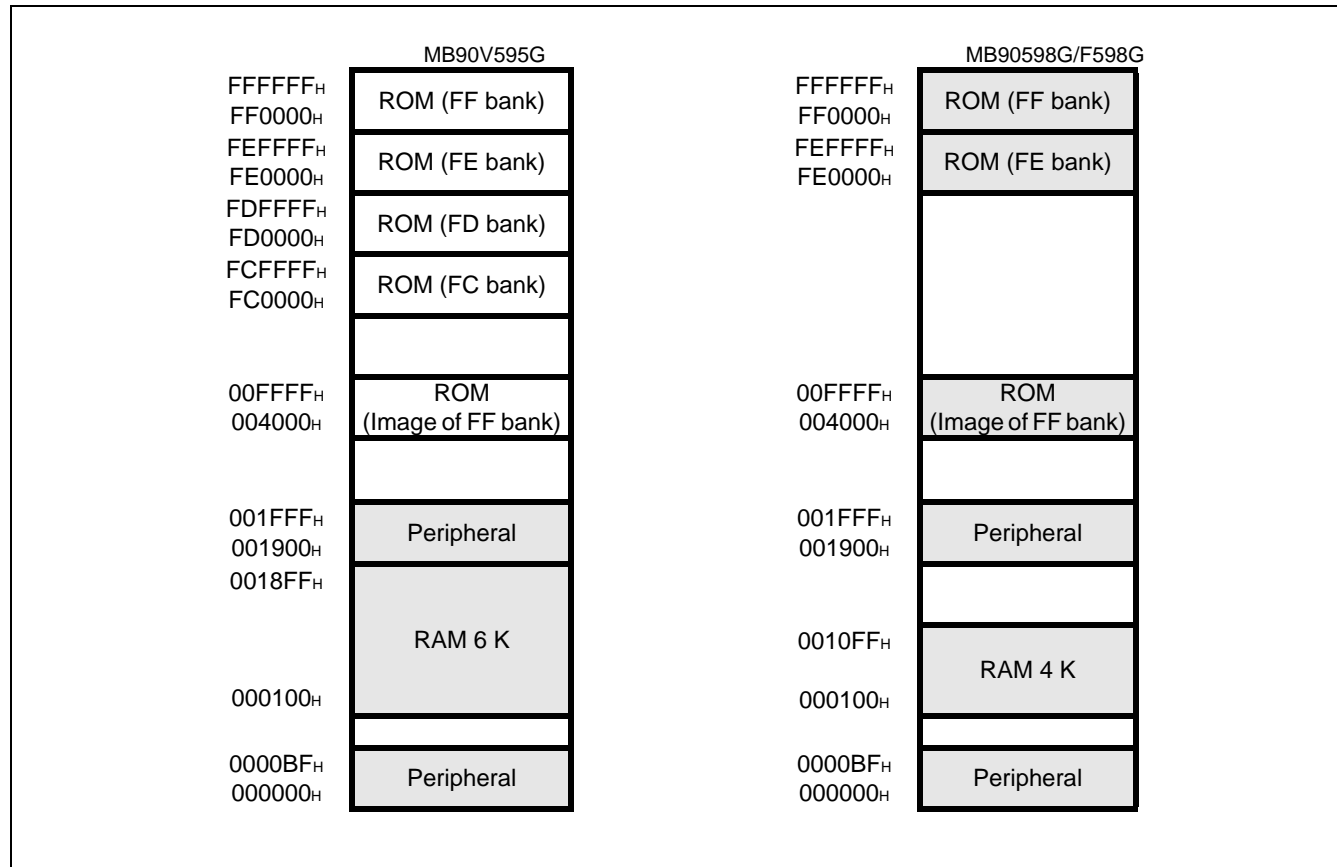 MB90V595G
FFFFFFH
FF0000H
ROM (FF bank)
FEFFFFH
FE0000H
ROM (FE bank)
FDFFFFH
FD0000H
ROM (FD bank)
FCFFFFH
FC0000H
ROM (FC bank)
00FFFFH
004000H
ROM
(Image of FF bank)
001FFFH
001900H
Peripheral
0018FFH
RAM 6 K
000100H
0000BFH
000000H
Peripheral
MB90598G/F598G
FFFFFFH
FF0000H
ROM (FF bank)
FEFFFFH
FE0000H
ROM (FE bank)
00FFFFH
004000H
ROM
(Image of FF bank)
001FFFH
001900H
Peripheral
0010FFH
RAM 4 K
000100H
0000BFH
000000H
Peripheral